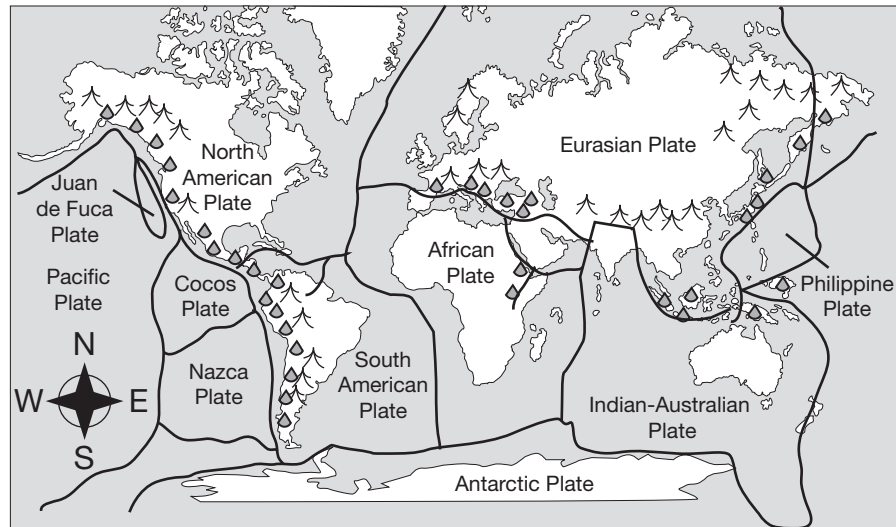 Eurasian Plate
North
American
Plate
Juan
de Fuca
Plate
African
Plate
Pacific
Plate
Cocos
Plate
Philippine
Plate
N
W
E
S
Nazca
Plate
South
American
Plate
Indian-Australian
Plate
Antarctic Plate